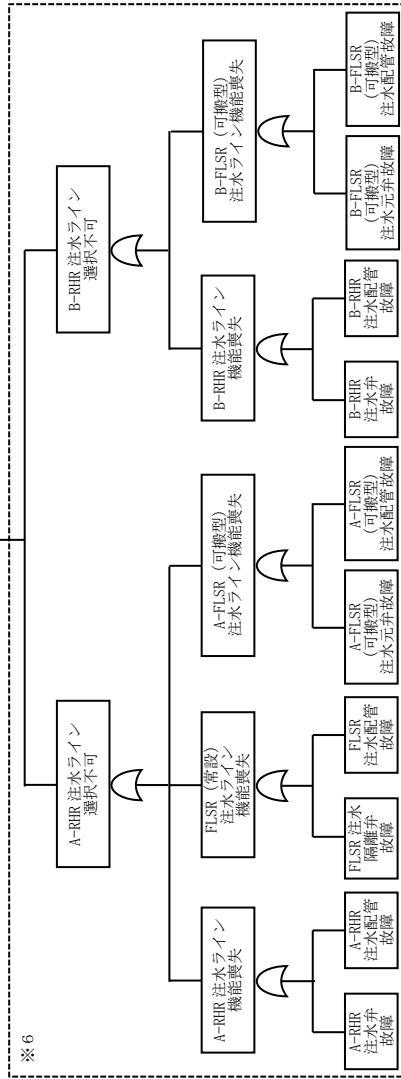 ※6
A-RHR 注水ライン
選択不可
B-RHR 注水ライン
選択不可
A-RHR 注水ライン
機能喪失
FLSR (常設)
注水ライン
機能喪失
A-FLSR (可搬型)
注水ライン機能喪失
B-RHR 注水ライン
機能喪失
B-FLSR (可搬型)
注水ライン機能喪失
A-RHR
注水弁
故障
A-RHR
注水配管
故障
FLSR 注水
隔離弁
故障
FLSR
注水配管
故障
A-FLSR
(可搬型)
注水元弁故障
A-FLSR
(可搬型)
注水配管故障
B-RHR
注水弁
故障
B-RHR
注水配管
故障
B-FLSR
(可搬型)
注水元弁故障
B-FLSR
(可搬型)
注水配管故障